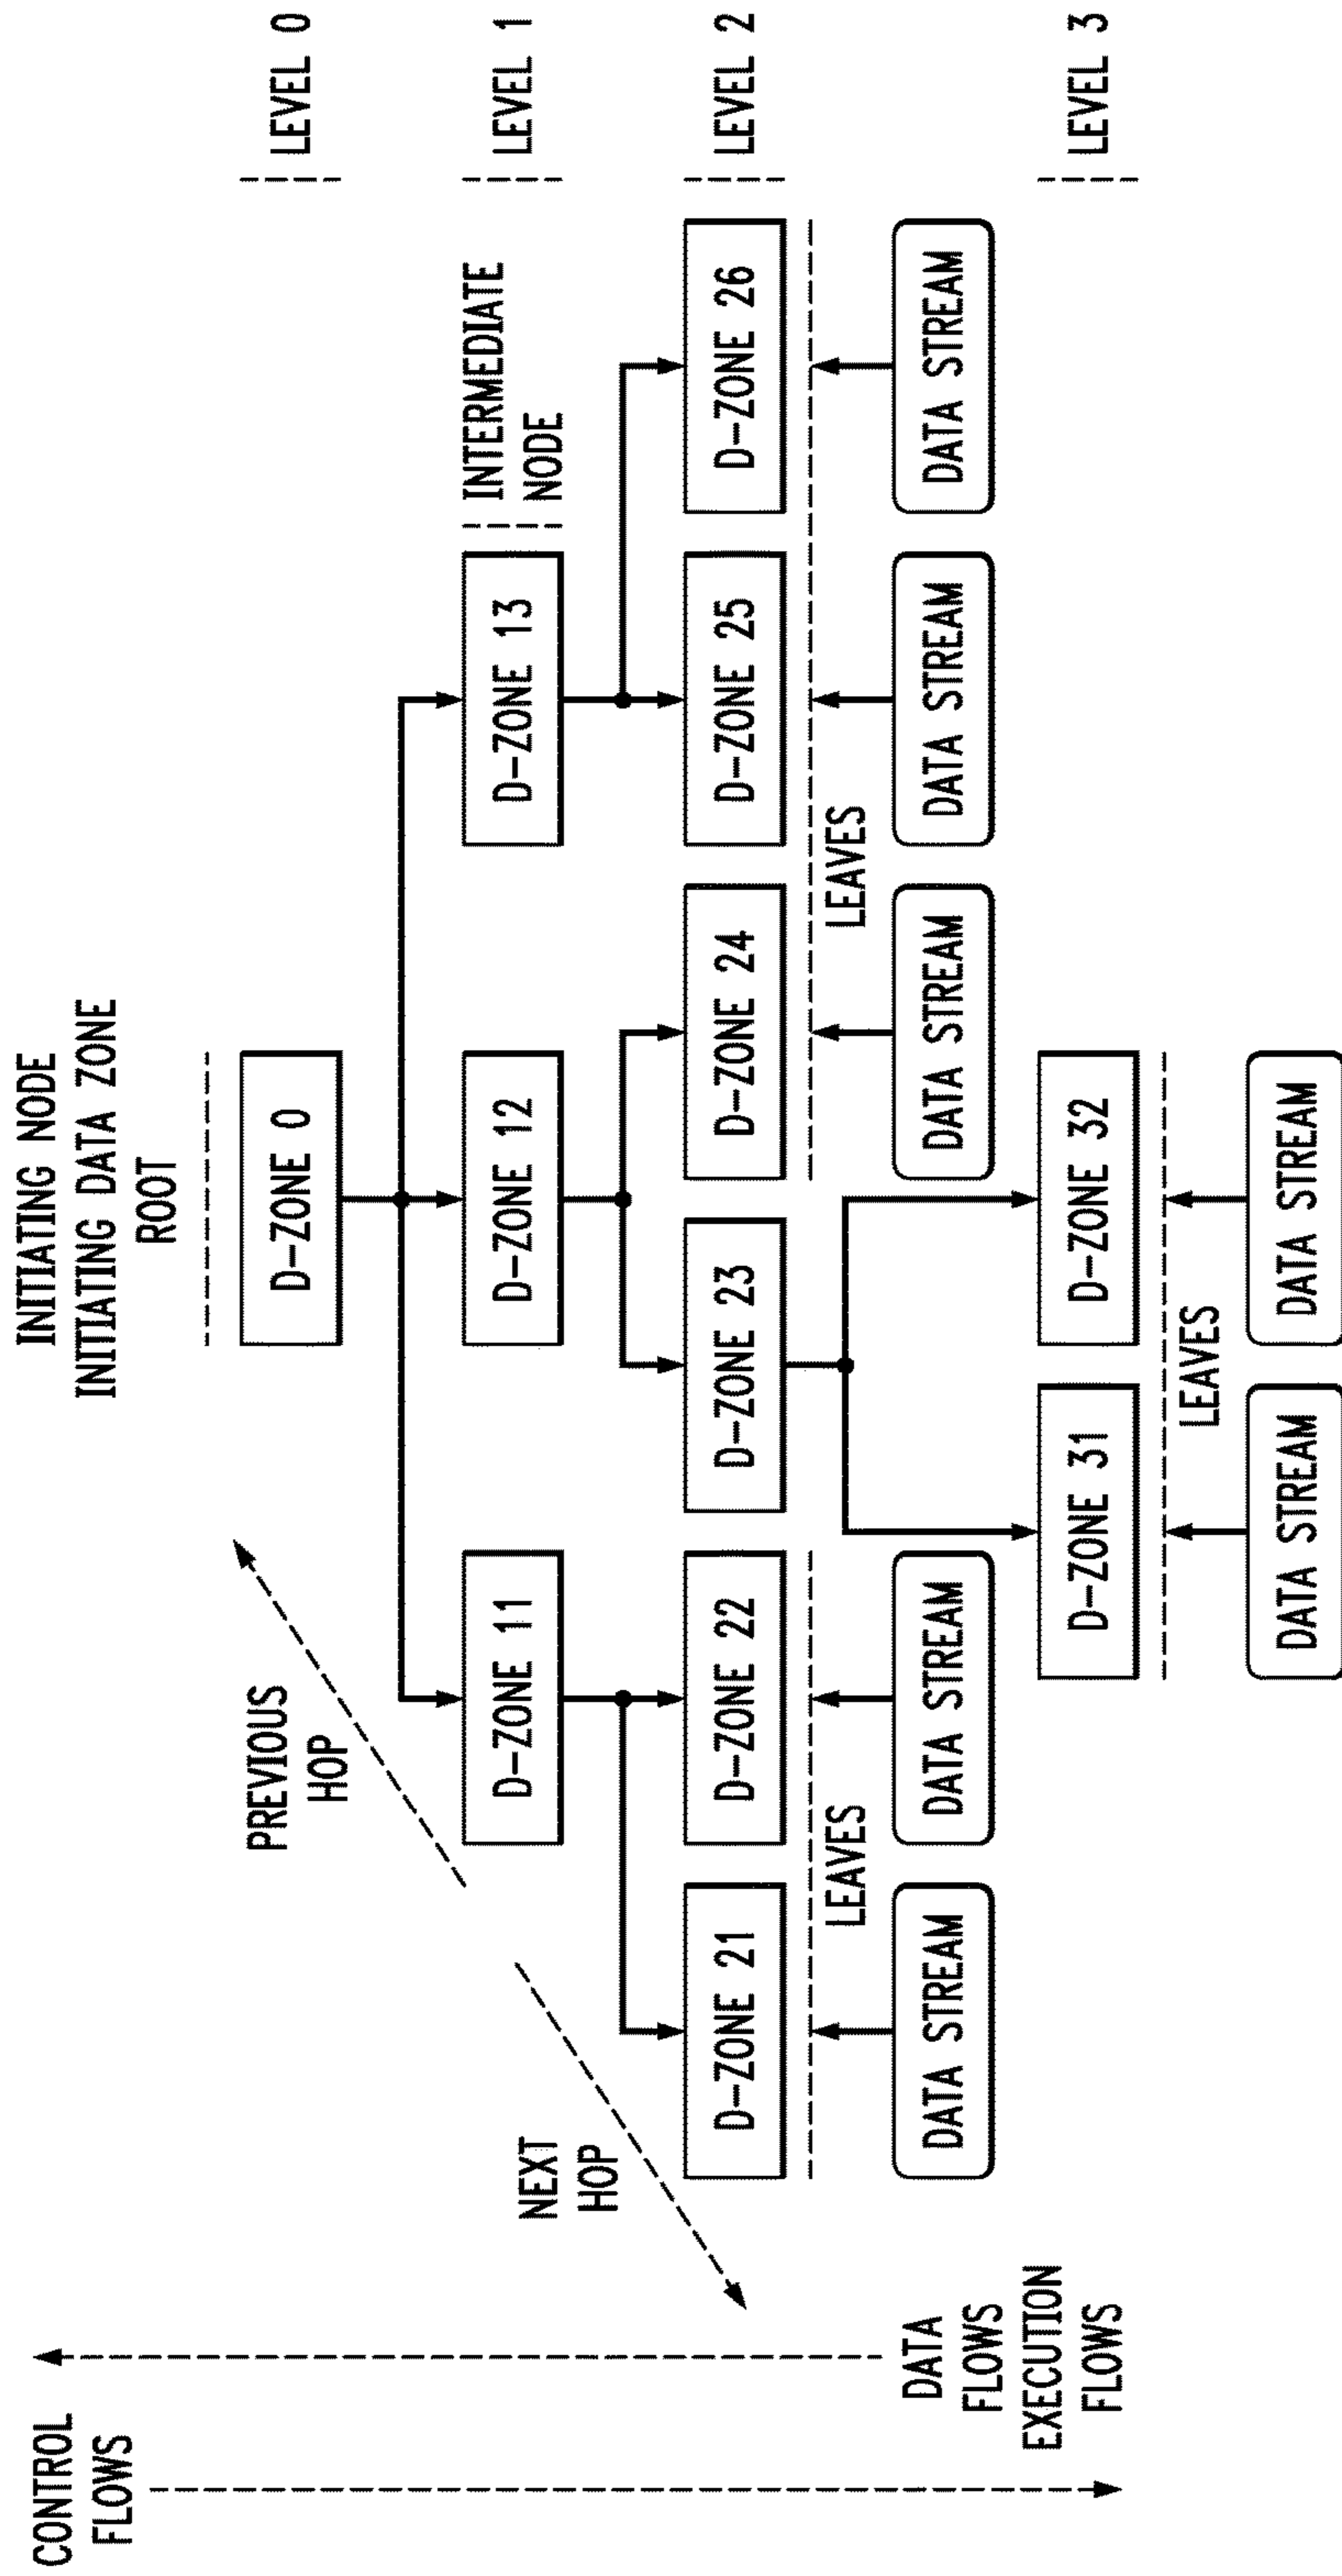 INITIATING NODE
INITIATING DATA ZONE
ROOT
CONTROL
FLOWS
PREVIOUS
HOP
D-ZONE 0
LEVEL 0
D-ZONE 11
D-ZONE 12
D-ZONE 13
INTERMEDIATE
NODE
LEVEL 1
NEXT
HOP
D-ZONE 21
D-ZONE 22
D-ZONE 23
D-ZONE 24
D-ZONE 25
D-ZONE 26
LEVEL 2
LEAVES
LEAVES
DATA
FLOWS
EXECUTION
FLOWS
DATA STREAM
DATA STREAM
DATA STREAM
DATA STREAM
DATA STREAM
D-ZONE 31
D-ZONE 32
LEVEL 3
LEAVES
DATA STREAM
DATA STREAM